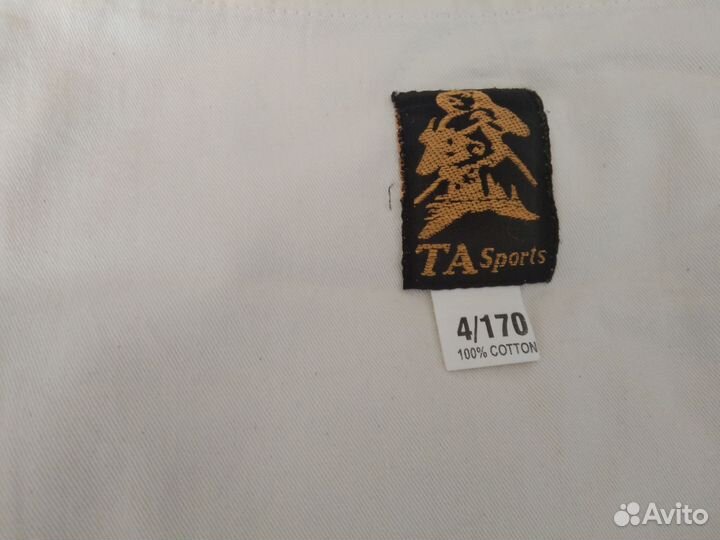 TA Sports
4/170
100% COTTON
Avito